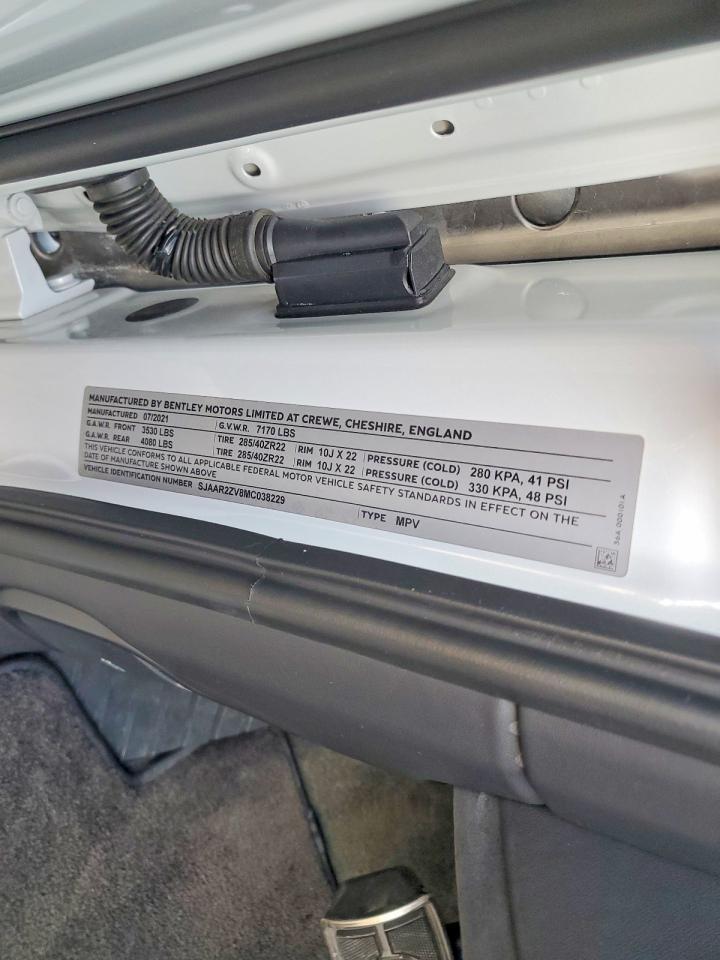 MANUFACTURED BY BENTLEY MOTORS LIMITED AT CREWE, CHESHIRE, ENGLAND
MANUFACTURED 07/2021 G.V.W.R. 7170 LBS
G.A.W.R. FRONT 3530 LBS TIRE 285/40ZR22 RIM 10J X 22 PRESSURE (COLD) 280 KPA, 41 PSI
G.A.W.R. REAR 4080 LBS TIRE 285/40ZR22 RIM 10J X 22 PRESSURE (COLD) 330 KPA, 48 PSI
THIS VEHICLE CONFORMS TO ALL APPLICABLE FEDERAL MOTOR VEHICLE SAFETY STANDARDS IN EFFECT ON THE
DATE OF MANUFACTURE SHOWN ABOVE
VEHICLE IDENTIFICATION NUMBER SJAAR2ZV8MC038229 TYPE MPV
36A 000101 A